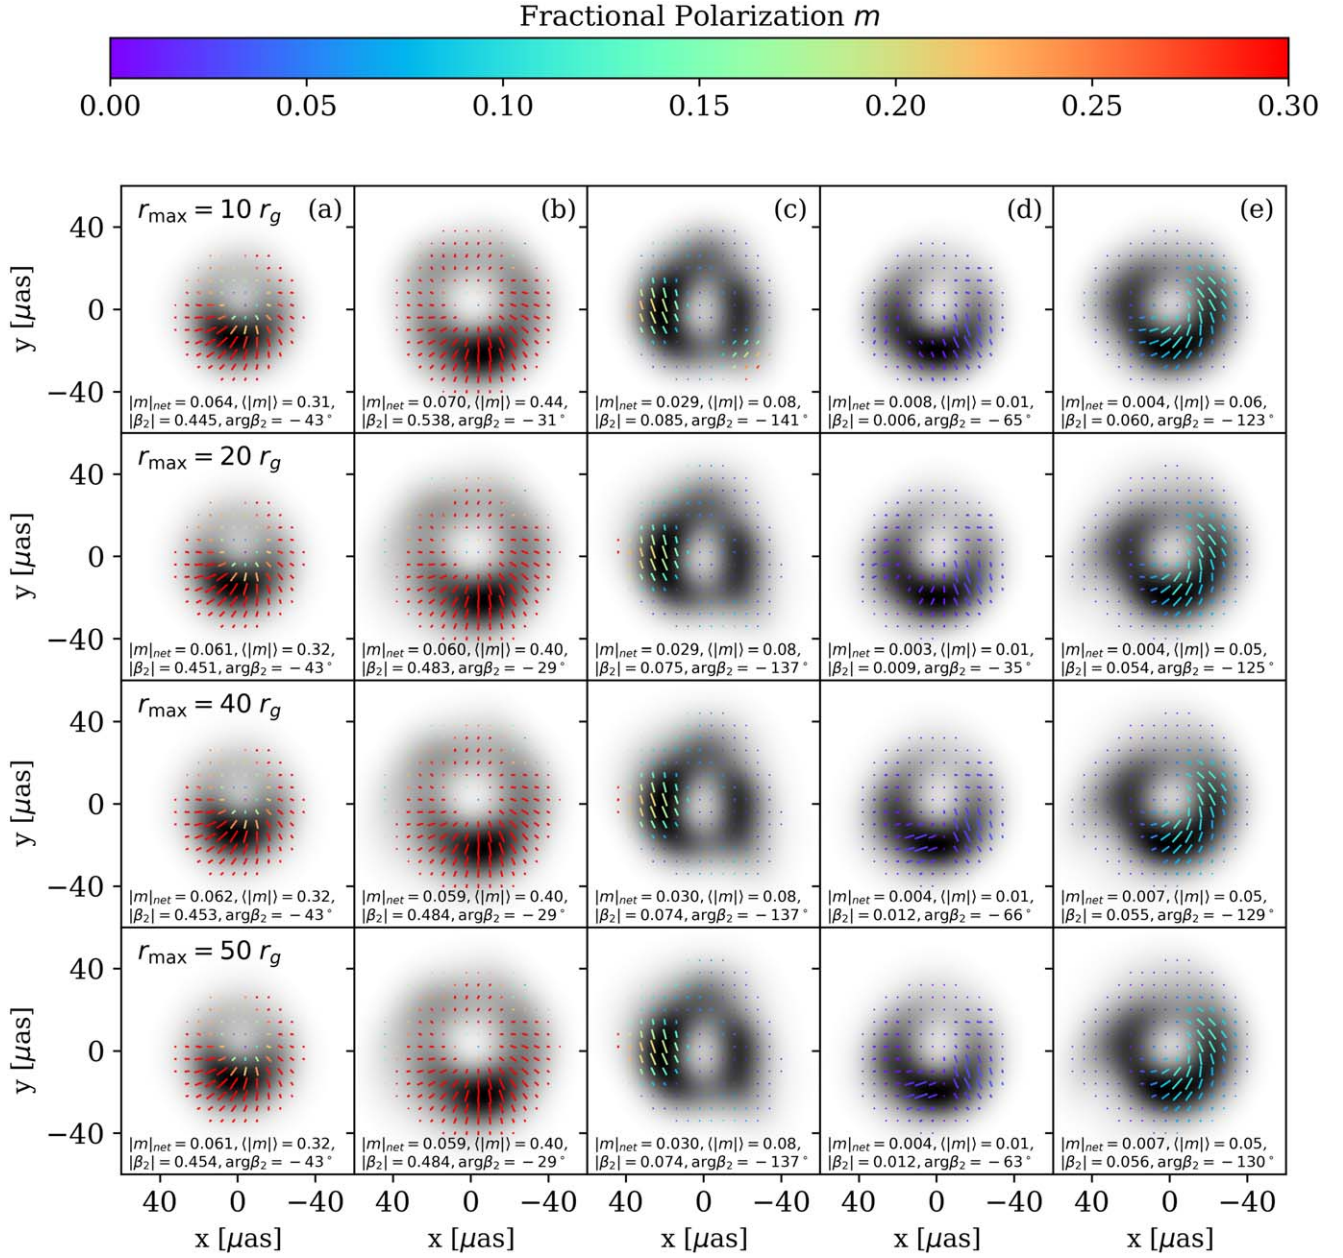 Fractional Polarization m
0.00 0.05 0.10 0.15 0.20 0.25 0.30
r_max = 10 r_g (a) (b) (c) (d) (e)
40
0
−40
y [μas]
|m|_net = 0.064, ⟨|m|⟩ = 0.31, |m|_net = 0.070, ⟨|m|⟩ = 0.44, |m|_net = 0.029, ⟨|m|⟩ = 0.08, |m|_net = 0.008, ⟨|m|⟩ = 0.01, |m|_net = 0.004, ⟨|m|⟩ = 0.06,
|β₂| = 0.445, argβ₂ = −43° |β₂| = 0.538, argβ₂ = −31° |β₂| = 0.085, argβ₂ = −141° |β₂| = 0.006, argβ₂ = −65° |β₂| = 0.060, argβ₂ = −123°
r_max = 20 r_g
40
0
−40
y [μas]
|m|_net = 0.061, ⟨|m|⟩ = 0.32, |m|_net = 0.060, ⟨|m|⟩ = 0.40, |m|_net = 0.029, ⟨|m|⟩ = 0.08, |m|_net = 0.003, ⟨|m|⟩ = 0.01, |m|_net = 0.004, ⟨|m|⟩ = 0.05,
|β₂| = 0.451, argβ₂ = −43° |β₂| = 0.483, argβ₂ = −29° |β₂| = 0.075, argβ₂ = −137° |β₂| = 0.009, argβ₂ = −35° |β₂| = 0.054, argβ₂ = −125°
r_max = 40 r_g
40
0
−40
y [μas]
|m|_net = 0.062, ⟨|m|⟩ = 0.32, |m|_net = 0.059, ⟨|m|⟩ = 0.40, |m|_net = 0.030, ⟨|m|⟩ = 0.08, |m|_net = 0.004, ⟨|m|⟩ = 0.01, |m|_net = 0.007, ⟨|m|⟩ = 0.05,
|β₂| = 0.453, argβ₂ = −43° |β₂| = 0.484, argβ₂ = −29° |β₂| = 0.074, argβ₂ = −137° |β₂| = 0.012, argβ₂ = −66° |β₂| = 0.055, argβ₂ = −129°
r_max = 50 r_g
40
0
−40
y [μas]
|m|_net = 0.061, ⟨|m|⟩ = 0.32, |m|_net = 0.059, ⟨|m|⟩ = 0.40, |m|_net = 0.030, ⟨|m|⟩ = 0.08, |m|_net = 0.004, ⟨|m|⟩ = 0.01, |m|_net = 0.007, ⟨|m|⟩ = 0.05,
|β₂| = 0.454, argβ₂ = −43° |β₂| = 0.484, argβ₂ = −29° |β₂| = 0.074, argβ₂ = −137° |β₂| = 0.012, argβ₂ = −63° |β₂| = 0.056, argβ₂ = −130°
40 0 −40 40 0 −40 40 0 −40 40 0 −40 40 0 −40
x [μas] x [μas] x [μas] x [μas] x [μas]